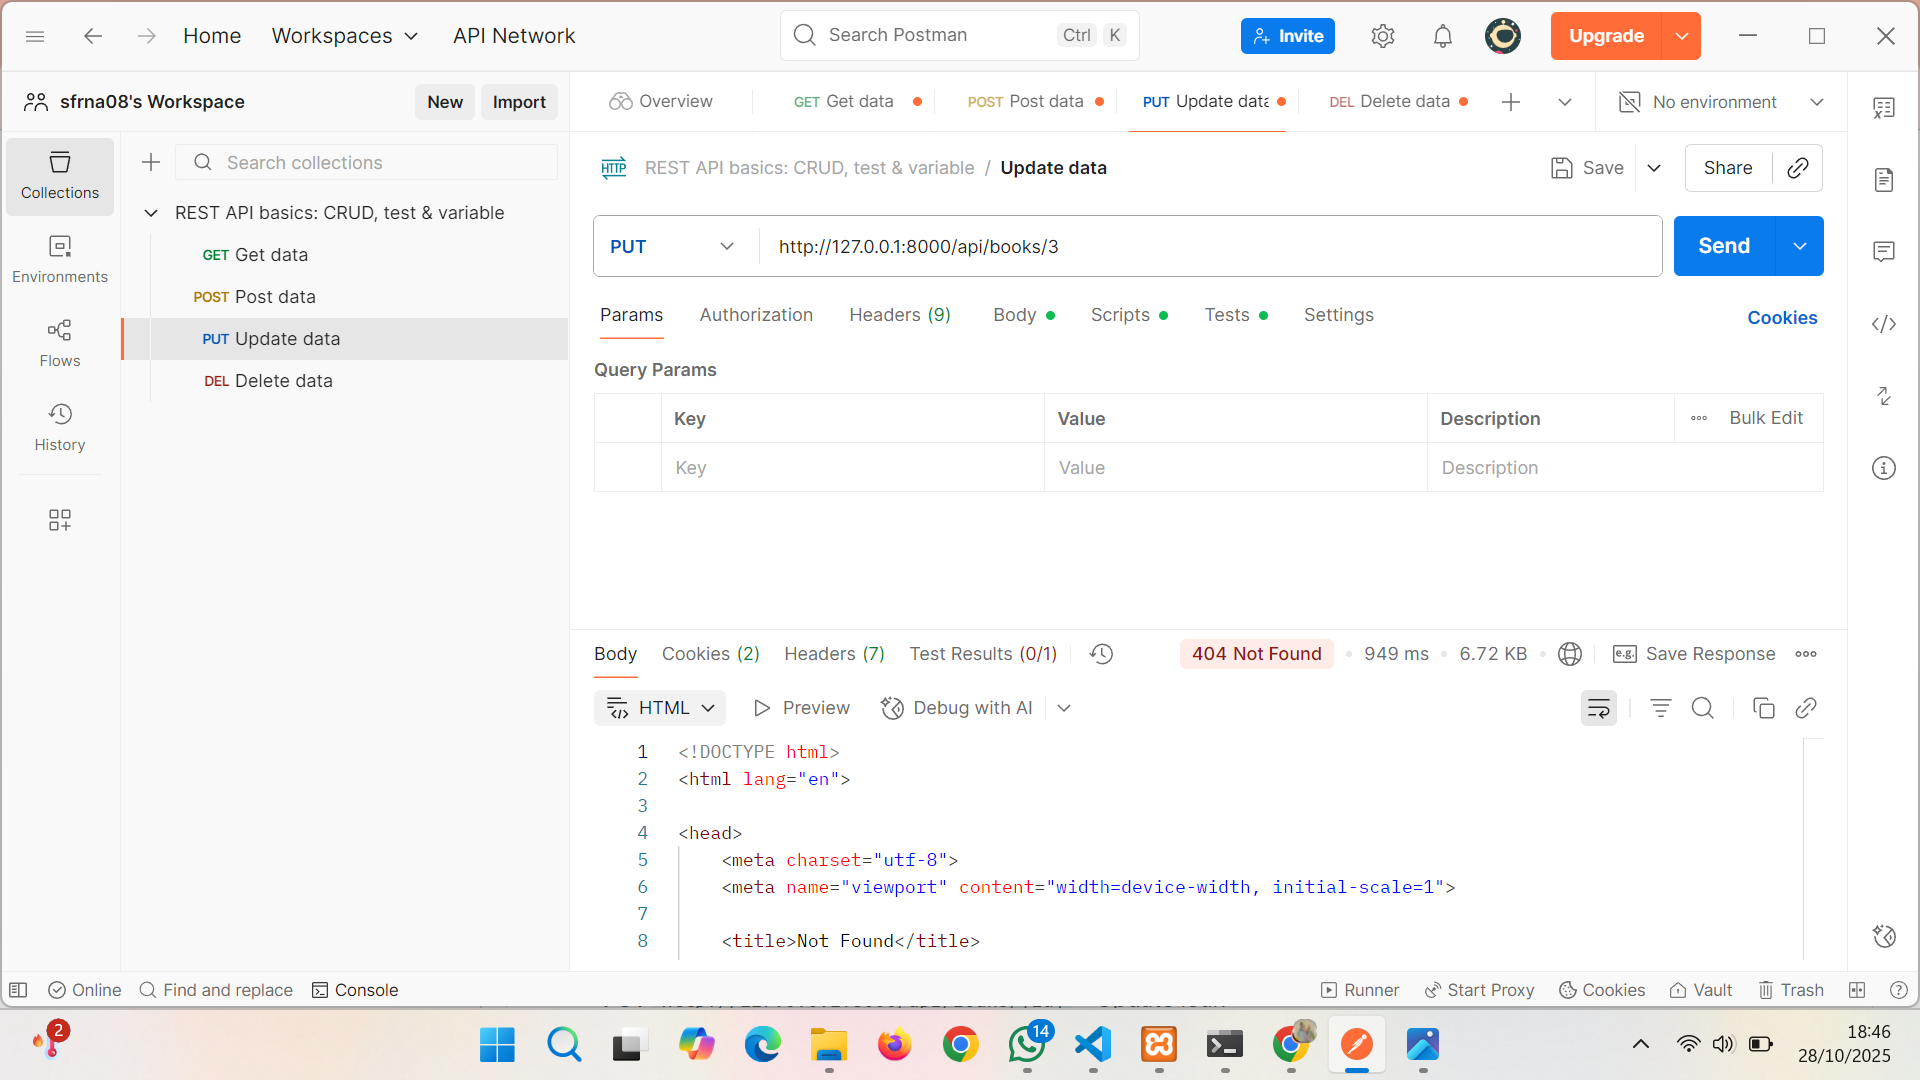 Home
Workspaces
API Network
Search Postman
Ctrl K
Invite
Upgrade
sfrna08's Workspace
New
Import
Overview
GET Get data
POST Post data
PUT Update data
DEL Delete data
No environment
Collections
Environments
Flows
History
Search collections
REST API basics: CRUD, test & variable
GET Get data
POST Post data
PUT Update data
DEL Delete data
HTTP REST API basics: CRUD, test & variable / Update data
Save
Share
PUT
http://127.0.0.1:8000/api/books/3
Send
Params
Authorization
Headers (9)
Body
Scripts
Tests
Settings
Cookies
Query Params
Key Value Description Bulk Edit
Key Value Description
Body
Cookies (2)
Headers (7)
Test Results (0/1)
404 Not Found
949 ms
6.72 KB
e.g. Save Response
HTML
Preview
Debug with AI
1 <!DOCTYPE html>
2 <html lang="en">
3
4 <head>
5 <meta charset="utf-8">
6 <meta name="viewport" content="width=device-width, initial-scale=1">
7
8 <title>Not Found</title>
Online
Find and replace
Console
Runner
Start Proxy
Cookies
Vault
Trash
2
14
18:46
28/10/2025